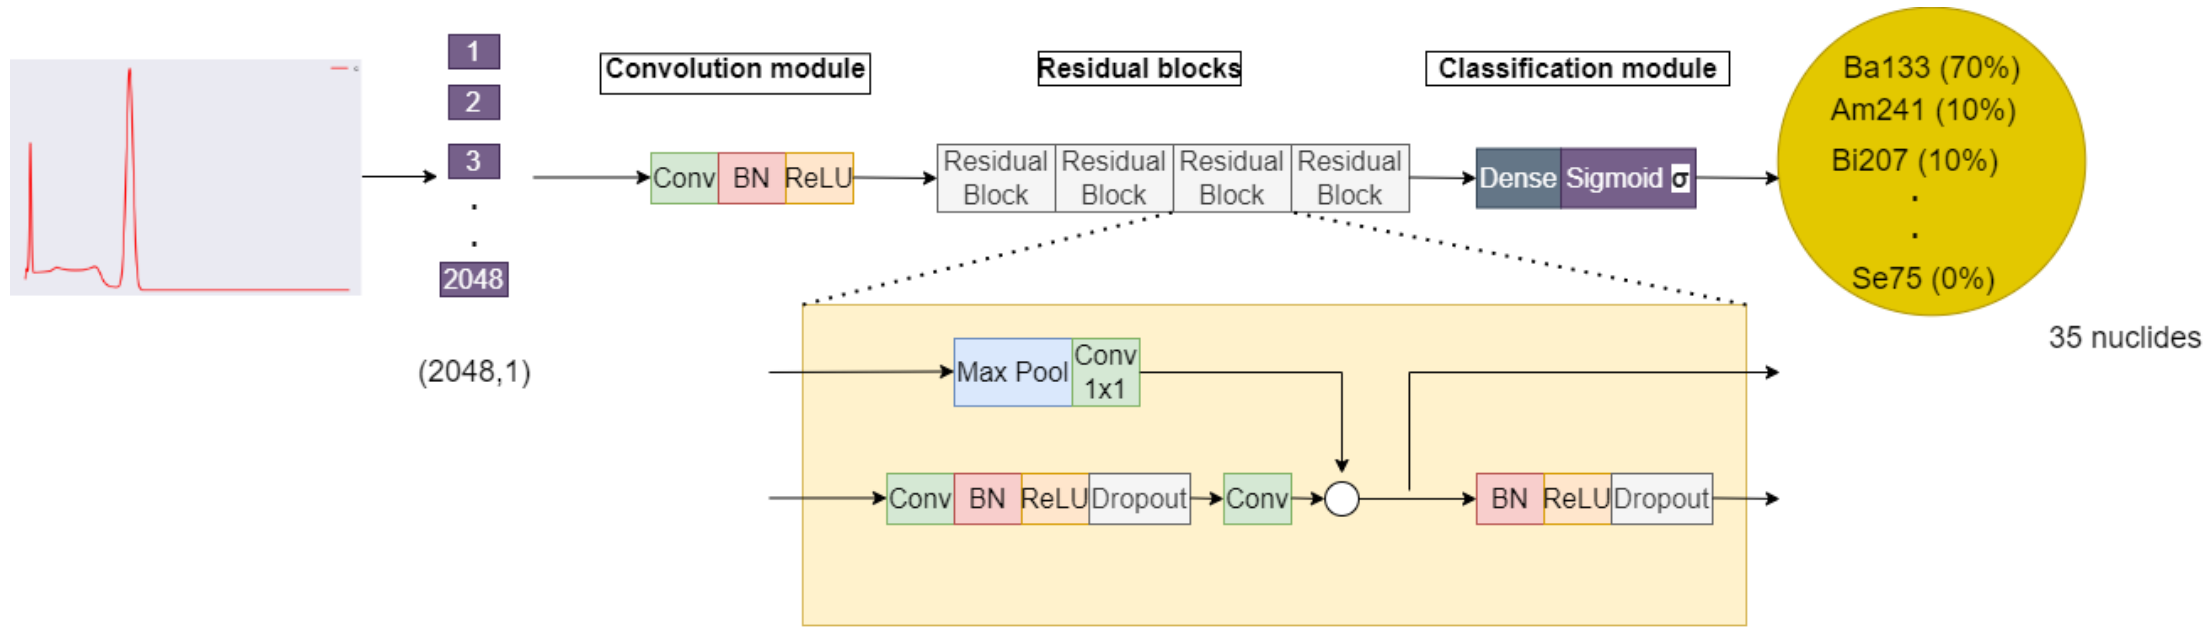 1
2
3
.
.
2048
(2048,1)
Convolution module
Conv BN ReLU
Residual blocks
Residual Block
Residual Block
Residual Block
Residual Block
Classification module
Dense Sigmoid σ
Ba133 (70%)
Am241 (10%)
Bi207 (10%)
.
.
Se75 (0%)
35 nuclides
Max Pool
Conv
1x1
Conv BN ReLU Dropout
Conv
BN ReLU Dropout